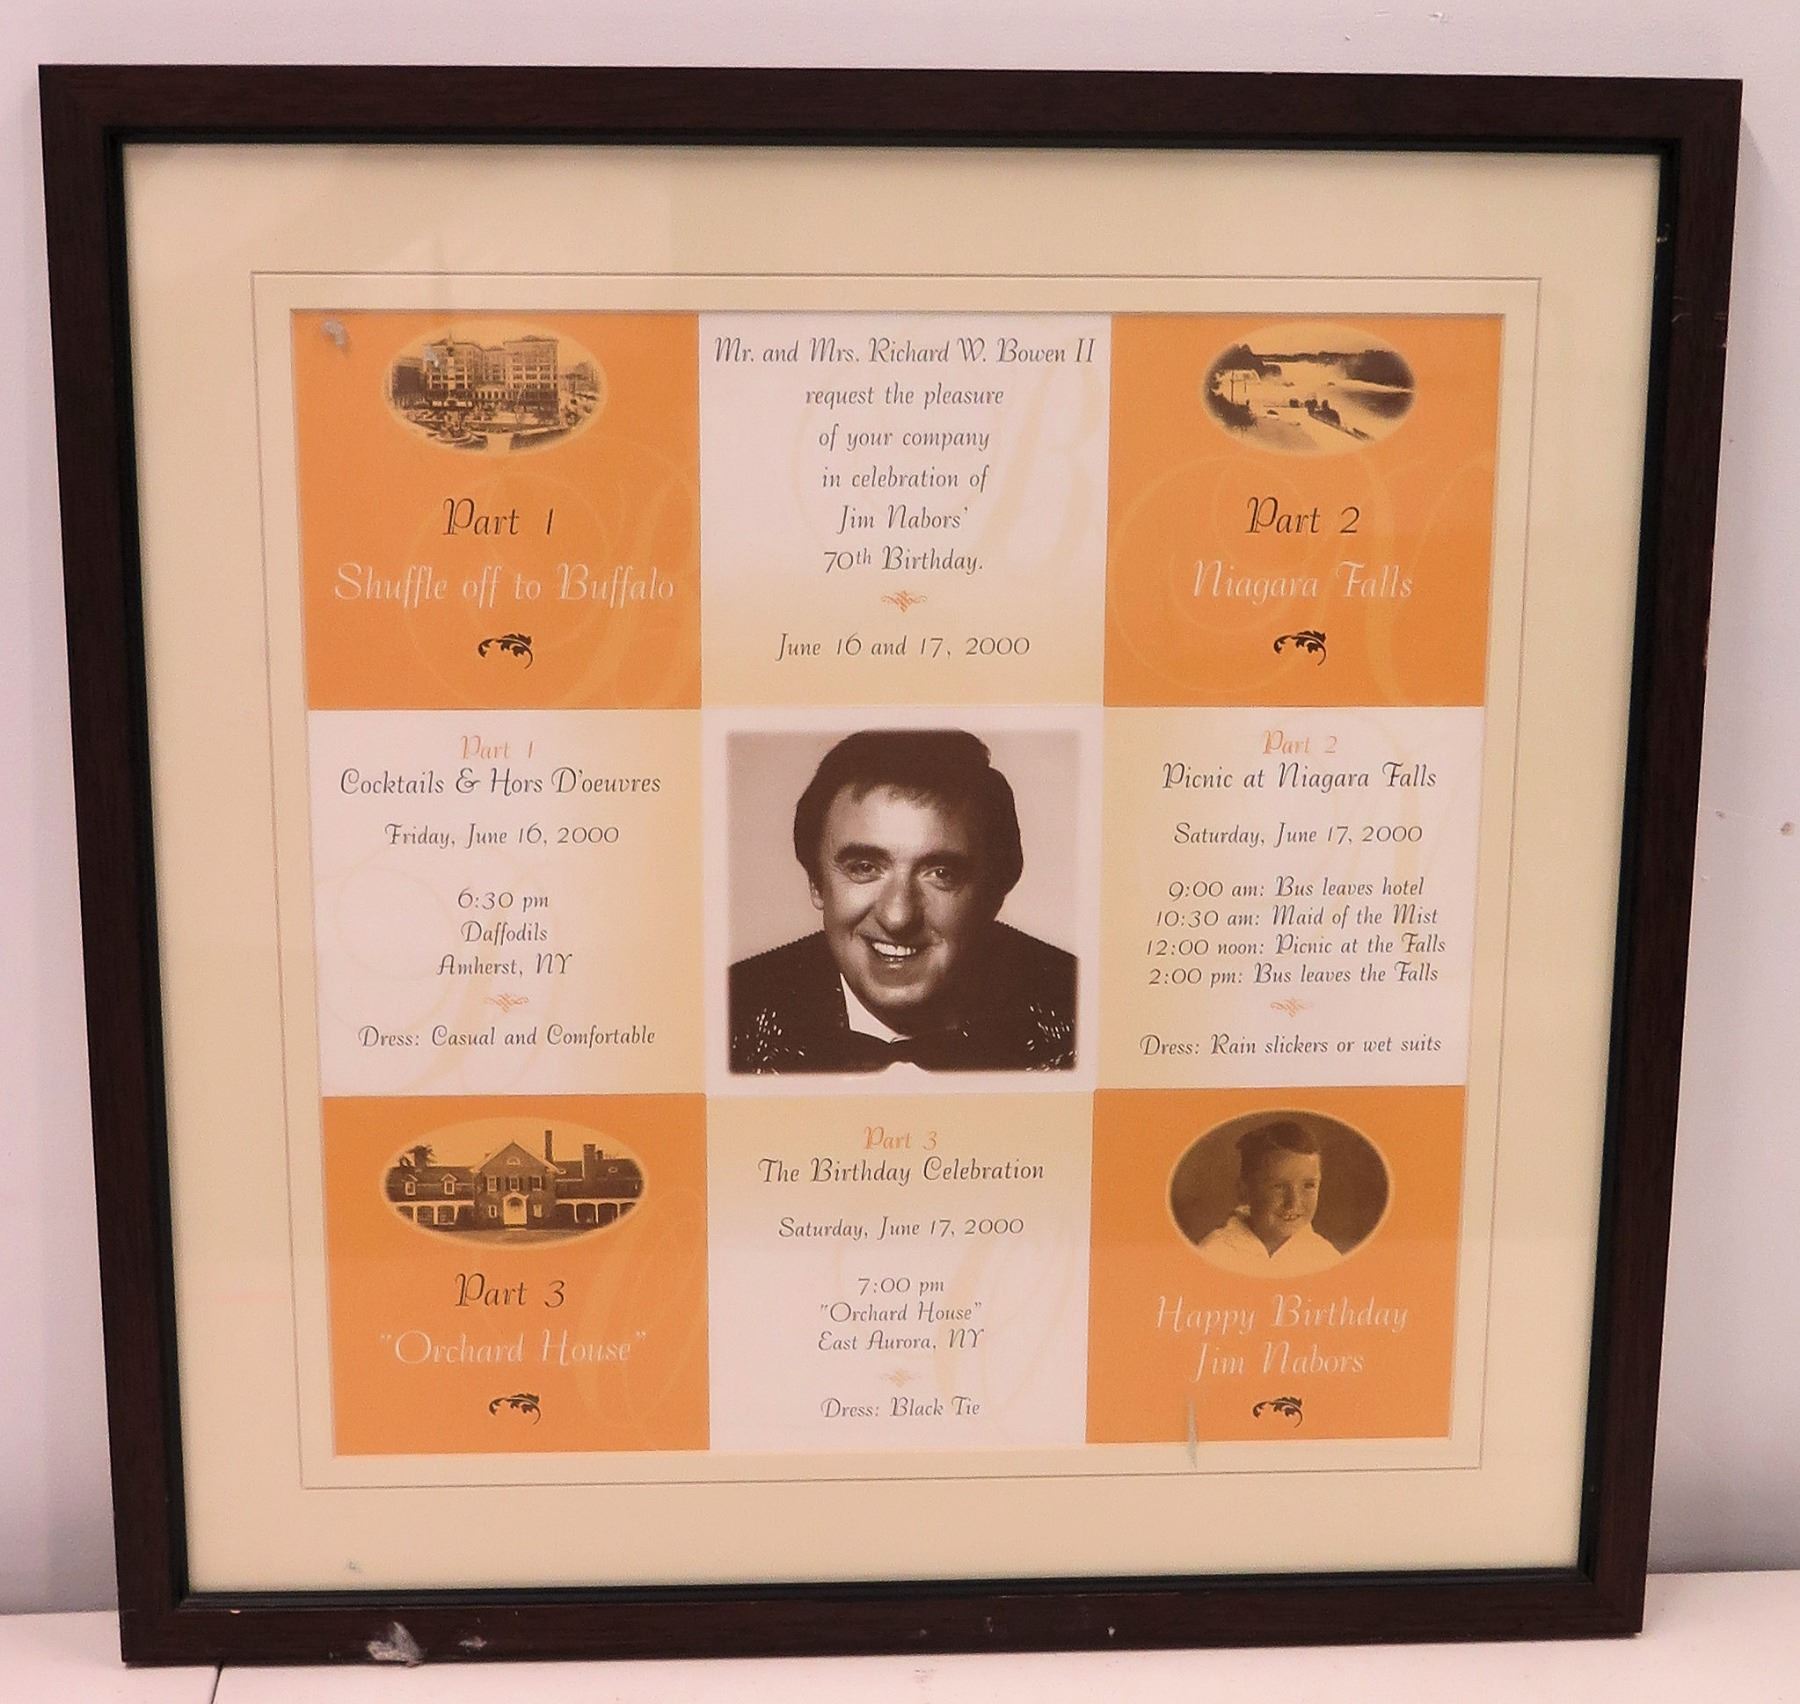 Part 1
Shuffle off to Buffalo
Mr. and Mrs. Richard W. Bowen II
request the pleasure
of your company
in celebration of
Jim Nabors'
70th Birthday.
June 16 and 17, 2000
Part 2
Niagara Falls
Part 1
Cocktails & Hors D'oeuvres
Friday, June 16, 2000
6:30 pm
Daffodils
Amherst, NY
Dress: Casual and Comfortable
Part 2
Picnic at Niagara Falls
Saturday, June 17, 2000
9:00 am: Bus leaves hotel
10:30 am: Maid of the Mist
12:00 noon: Picnic at the Falls
2:00 pm: Bus leaves the Falls
Dress: Rain slickers or wet suits
Part 3
"Orchard House"
Part 3
The Birthday Celebration
Saturday, June 17, 2000
7:00 pm
"Orchard House"
East Aurora, NY
Dress: Black Tie
Happy Birthday
Jim Nabors